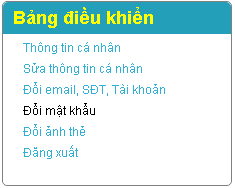 Bảng điều khiển
Thông tin cá nhân
Sửa thông tin cá nhân
Đổi email, SĐT, Tài khoản
Đổi mật khẩu
Đổi ảnh thẻ
Đăng xuất